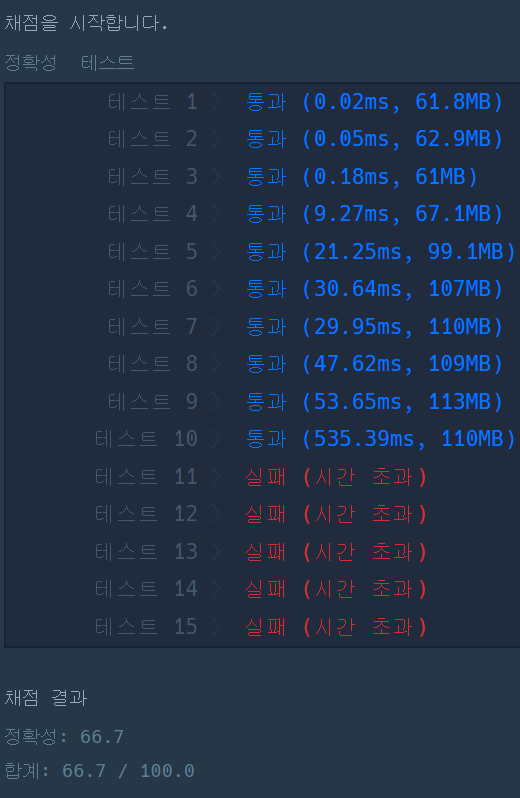 채점을 시작합니다.
정확성 테스트
테스트 1 〉 통과 (0.02ms, 61.8MB)
테스트 2 〉 통과 (0.05ms, 62.9MB)
테스트 3 〉 통과 (0.18ms, 61MB)
테스트 4 〉 통과 (9.27ms, 67.1MB)
테스트 5 〉 통과 (21.25ms, 99.1MB)
테스트 6 〉 통과 (30.64ms, 107MB)
테스트 7 〉 통과 (29.95ms, 110MB)
테스트 8 〉 통과 (47.62ms, 109MB)
테스트 9 〉 통과 (53.65ms, 113MB)
테스트 10 〉 통과 (535.39ms, 110MB)
테스트 11 〉 실패 (시간 초과)
테스트 12 〉 실패 (시간 초과)
테스트 13 〉 실패 (시간 초과)
테스트 14 〉 실패 (시간 초과)
테스트 15 〉 실패 (시간 초과)
채점 결과
정확성: 66.7
합계: 66.7 / 100.0